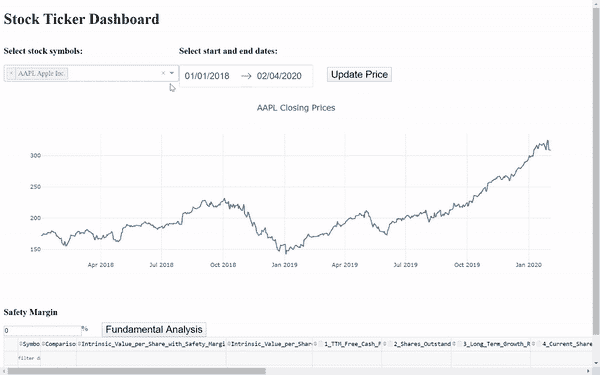 Stock Ticker Dashboard
Select stock symbols: Select start and end dates:
× AAPL Apple Inc. × 01/01/2018 → 02/04/2020 Update Price
AAPL Closing Prices
300
250
200
150
Apr 2018 Jul 2018 Oct 2018 Jan 2019 Apr 2019 Jul 2019 Oct 2019 Jan 2020
Safety Margin
0 % Fundamental Analysis
Symbo Compariso Intrinsic_Value_per_Share_with_Safety_Margi Intrinsic_Value_per_Shar 1_TTM_Free_Cash_F 2_Shares_Outstand 3_Long_Term_Growth_R 4_Current_Share
filter d